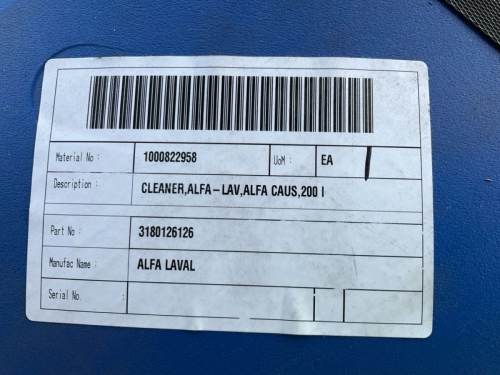 Material No : 1000822958 UoM : EA
Description : CLEANER,ALFA-LAV,ALFA CAUS,200 l
Part No : 3180126126
Manufac Name : ALFA LAVAL
Serial No.